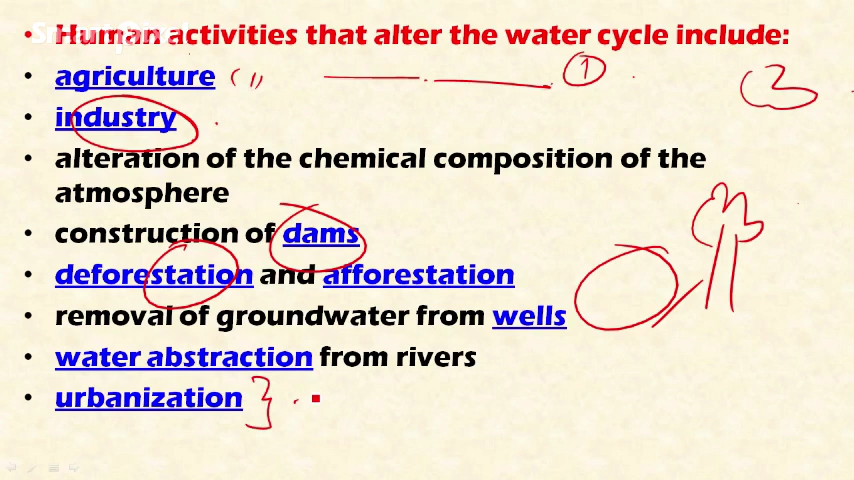 Human activities that alter the water cycle include:
agriculture
1
industry
alteration of the chemical composition of the
atmosphere
construction of dams
deforestation and afforestation
removal of groundwater from wells
water abstraction from rivers
urbanization